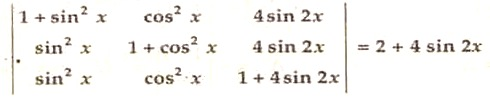 | 1 + sin² x   cos² x   4 sin 2x |
| sin² x   1 + cos² x   4 sin 2x | = 2 + 4 sin 2x
| sin² x   cos² x   1 + 4 sin 2x |